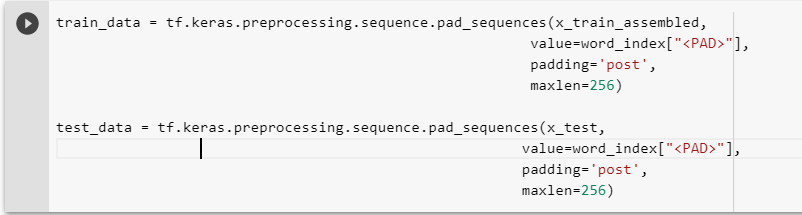 train_data = tf.keras.preprocessing.sequence.pad_sequences(x_train_assembled,
value=word_index["<PAD>"],
padding='post',
maxlen=256)
test_data = tf.keras.preprocessing.sequence.pad_sequences(x_test,
value=word_index["<PAD>"],
padding='post',
maxlen=256)